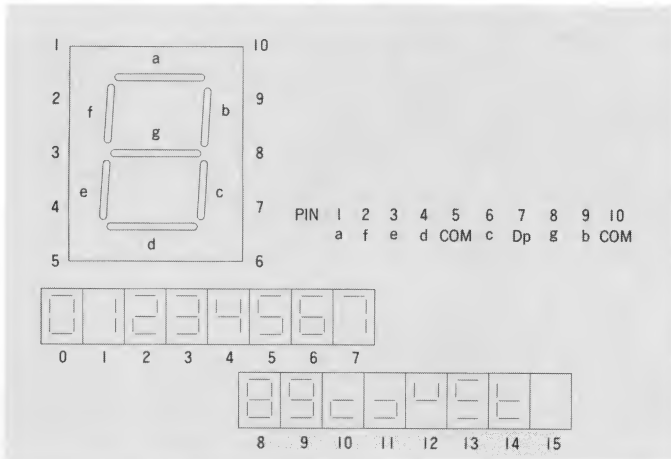 1 10
a
2 9
f b
g
3 8
e c
4 7
d
5 6
PIN 1 2 3 4 5 6 7 8 9 10
a f e d COM c Dp g b COM
0 1 2 3 4 5 6 7
8 9 10 11 12 13 14 15